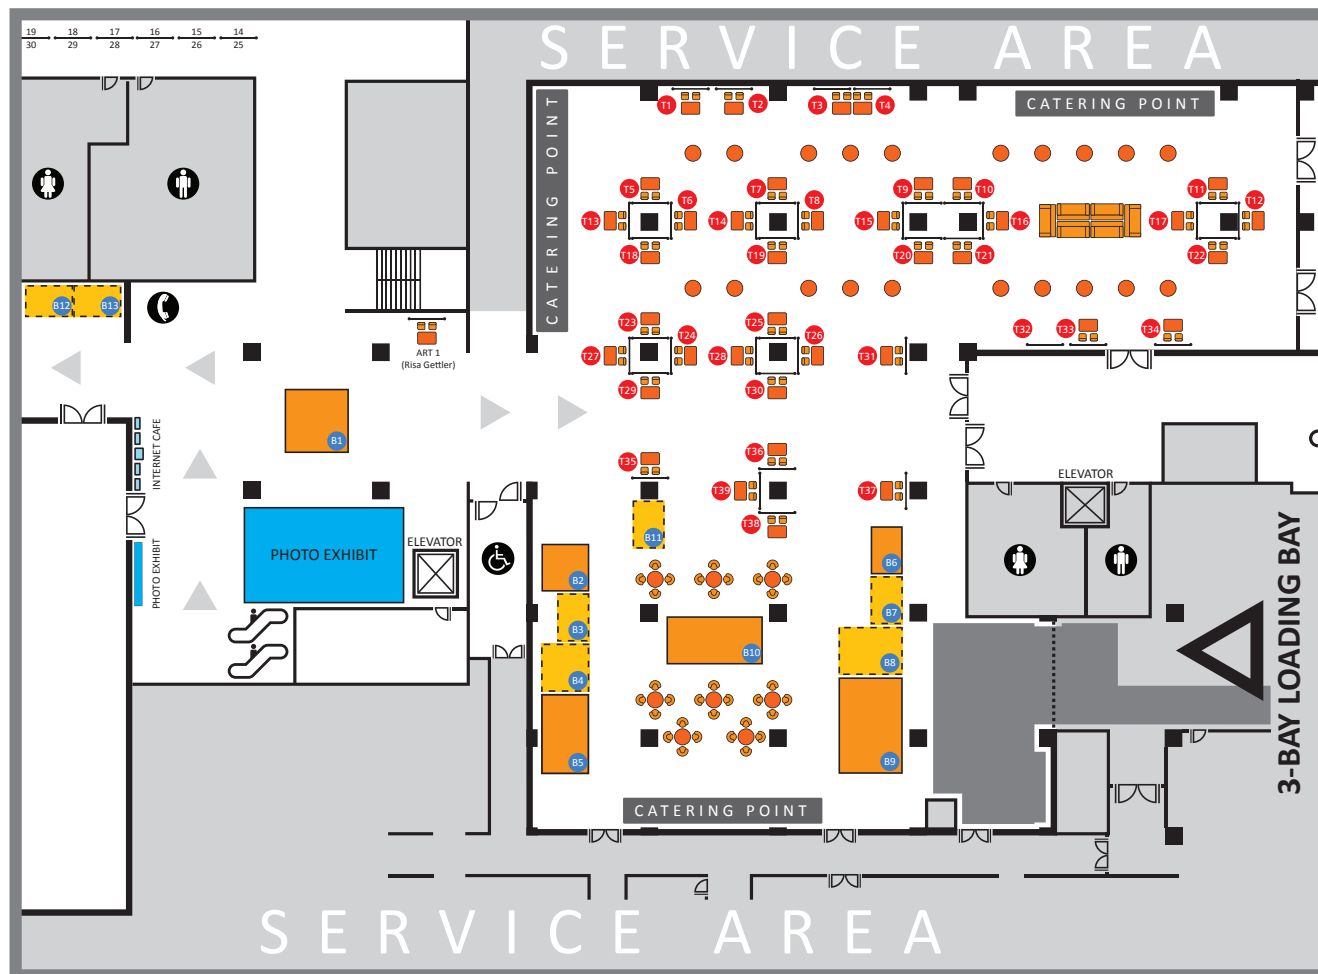 SERVICE AREA
19 18 17 16 15 14
30 29 28 27 26 25
CATERING POINT
CATERING POINT
T1 T2 T3 T4
T5 T7 T9 T10 T11
T13 T6 T14 T8 T15 T16 T17 T12
T18 T19 T20 T21 T22
B12 B13
T23 T25 T32 T33 T34
T27 T24 T28 T26 T31
T29 T30
ART 1
(Risa Gettler)
B1
INTERNET CAFE
T35 T36
T39 T37
T38
ELEVATOR
PHOTO EXHIBIT
ELEVATOR
PHOTO EXHIBIT
B11
B2 B6
B3 B7
B4 B10 B8
B5 B9
3-BAY LOADING BAY
CATERING POINT
SERVICE AREA